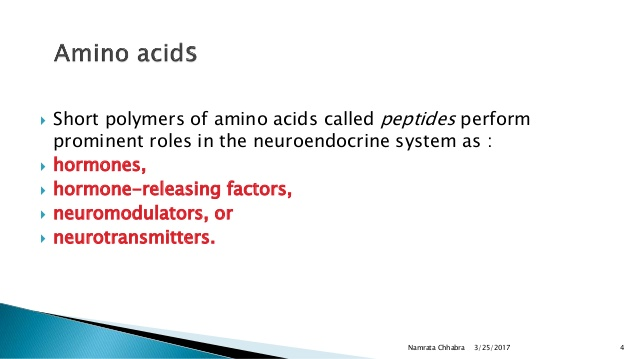 Amino acids
Short polymers of amino acids called peptides perform
prominent roles in the neuroendocrine system as :
hormones,
hormone-releasing factors,
neuromodulators, or
neurotransmitters.
Namrata Chhabra 3/25/2017 4